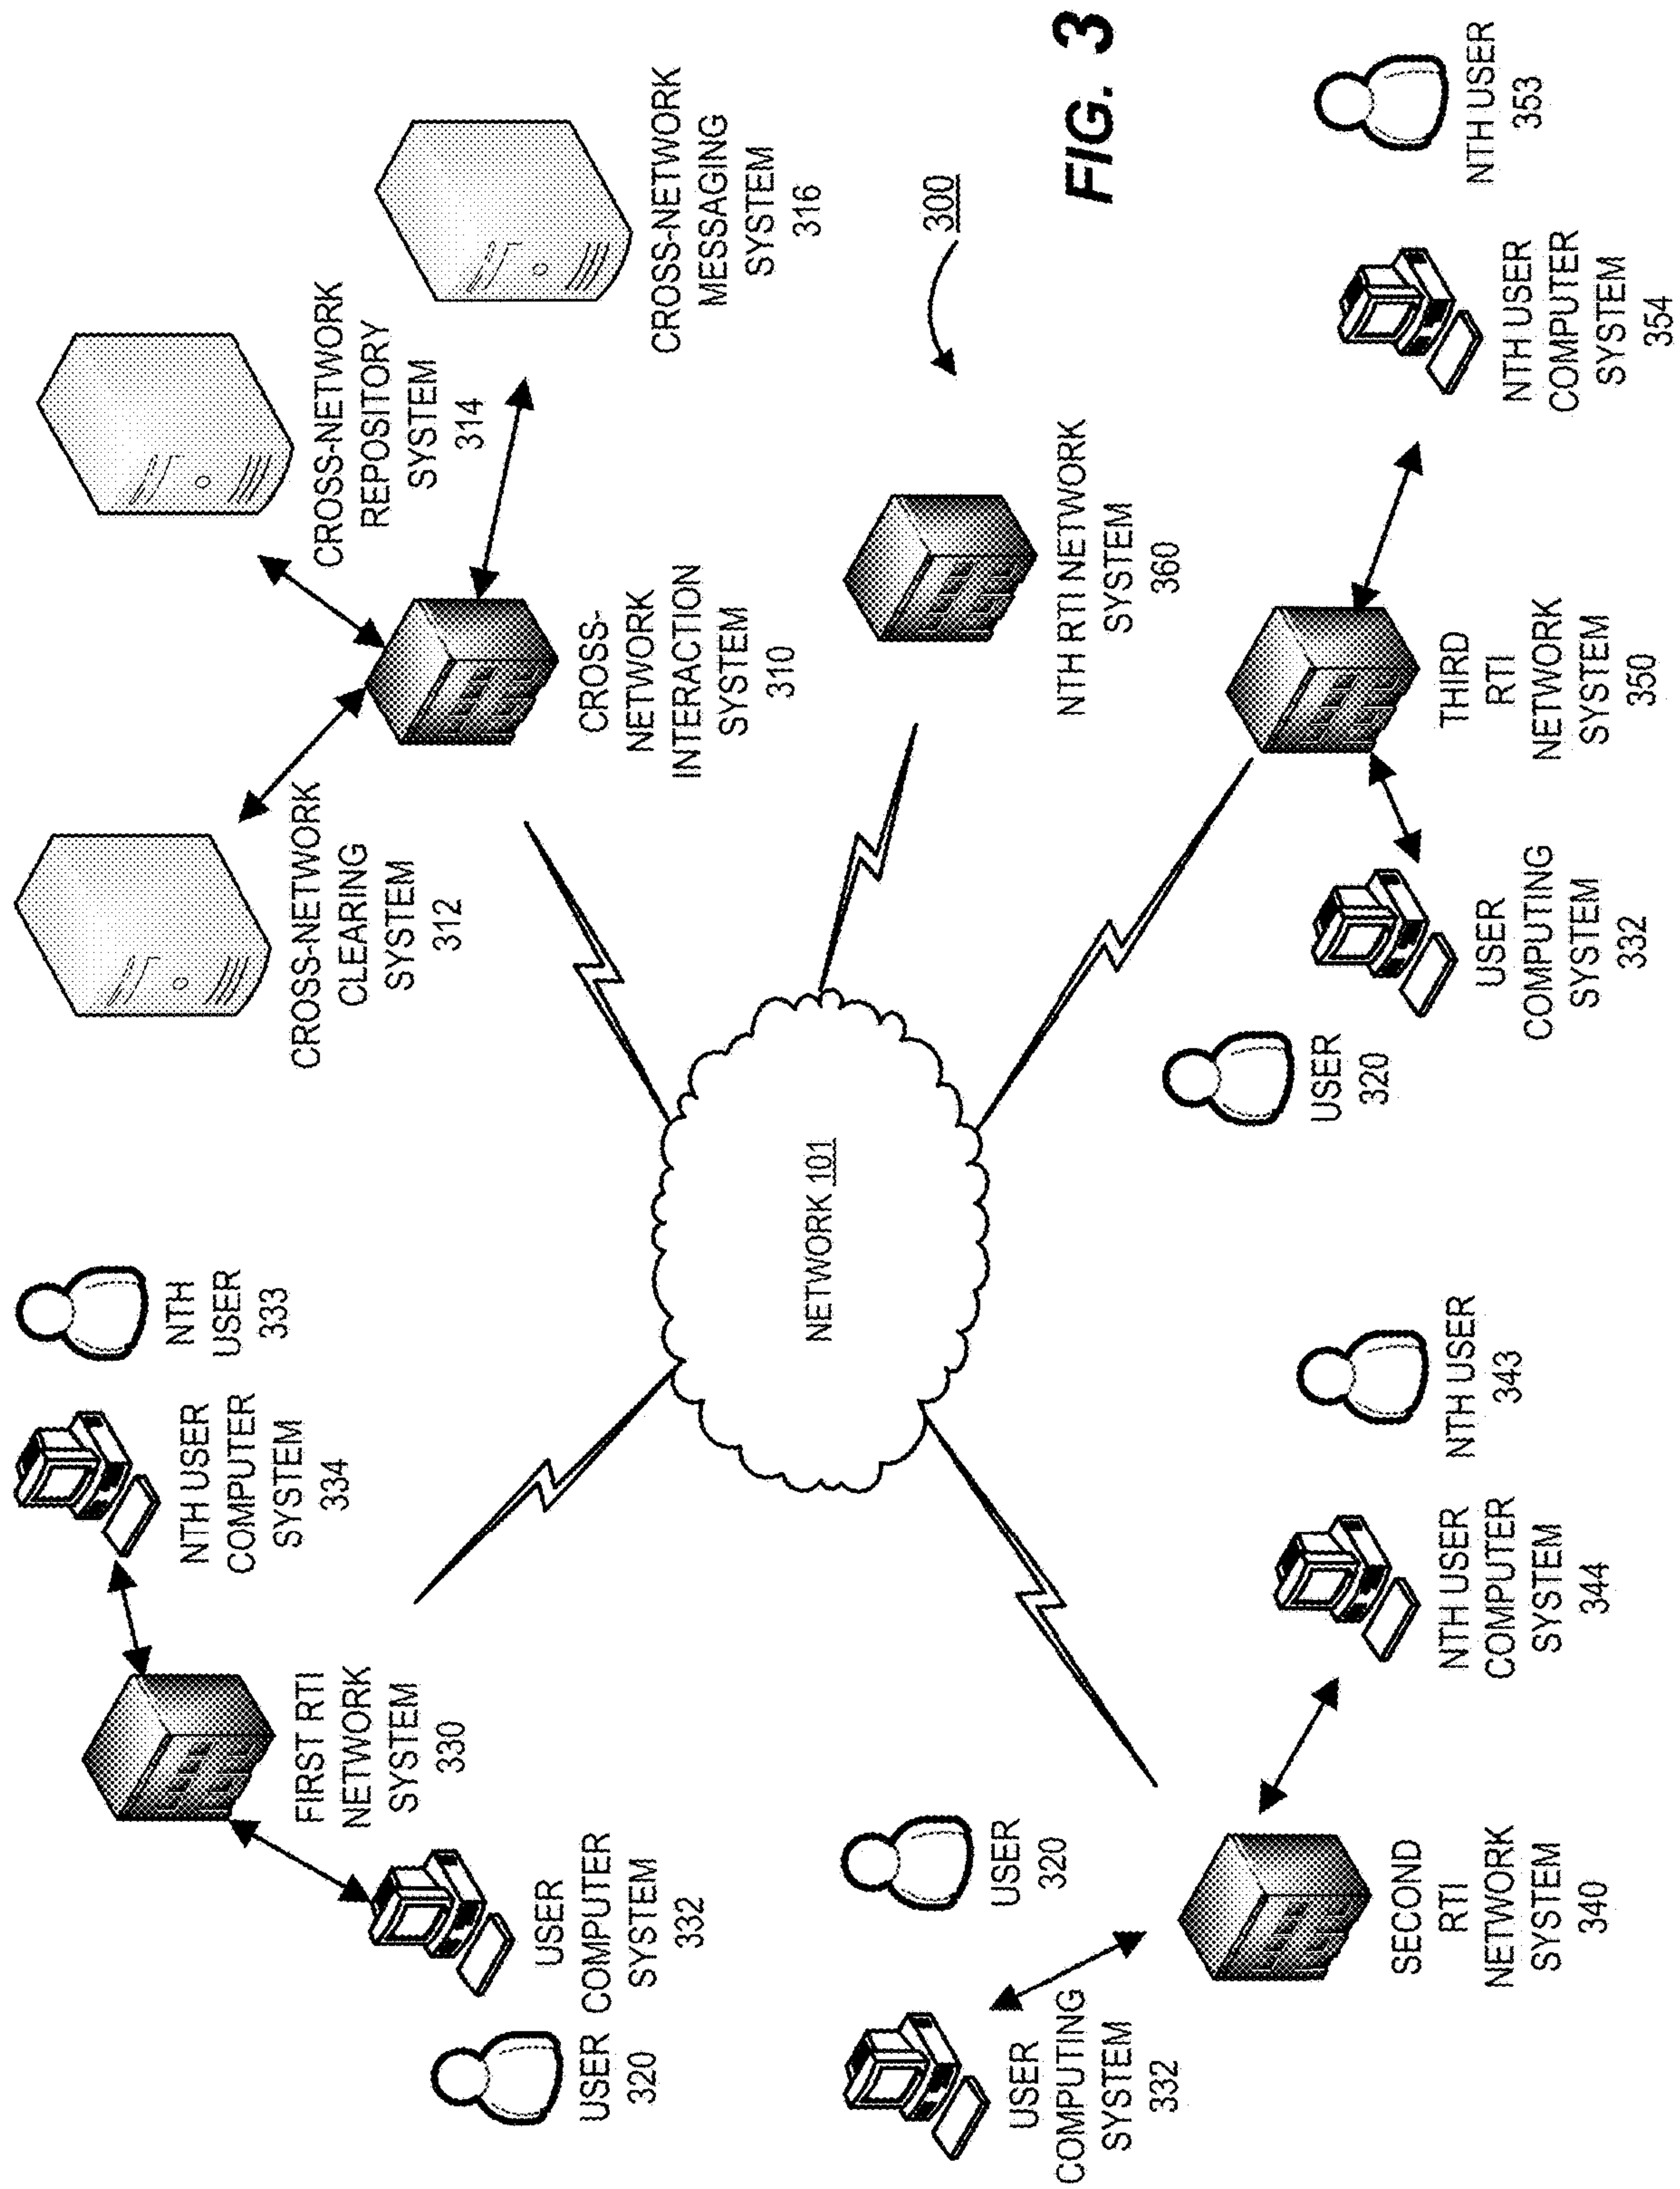 NTH USER
COMPUTER
SYSTEM
334
NTH
USER
333
FIRST RTI
NETWORK
SYSTEM
330
USER
COMPUTER
SYSTEM
332
USER
320
CROSS-NETWORK
CLEARING
SYSTEM
312
CROSS-NETWORK
REPOSITORY
SYSTEM
314
CROSS-NETWORK
MESSAGING
SYSTEM
316
CROSS-
NETWORK
INTERACTION
SYSTEM
310
NETWORK 101
300
NTH RTI NETWORK
SYSTEM
360
USER
COMPUTING
SYSTEM
332
USER
320
SECOND
RTI
NETWORK
SYSTEM
340
NTH USER
COMPUTER
SYSTEM
344
NTH USER
343
USER
320
USER
COMPUTING
SYSTEM
332
THIRD
RTI
NETWORK
SYSTEM
350
NTH USER
COMPUTER
SYSTEM
354
NTH USER
353
FIG. 3